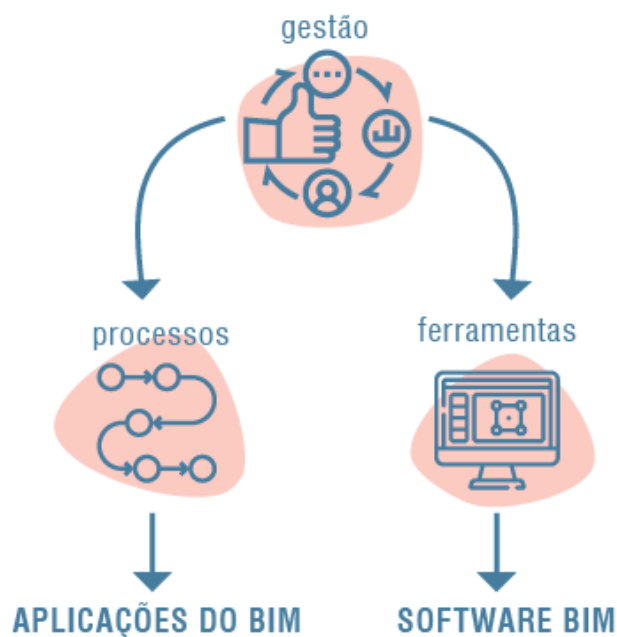 gestão
processos
ferramentas
APLICAÇÕES DO BIM
SOFTWARE BIM